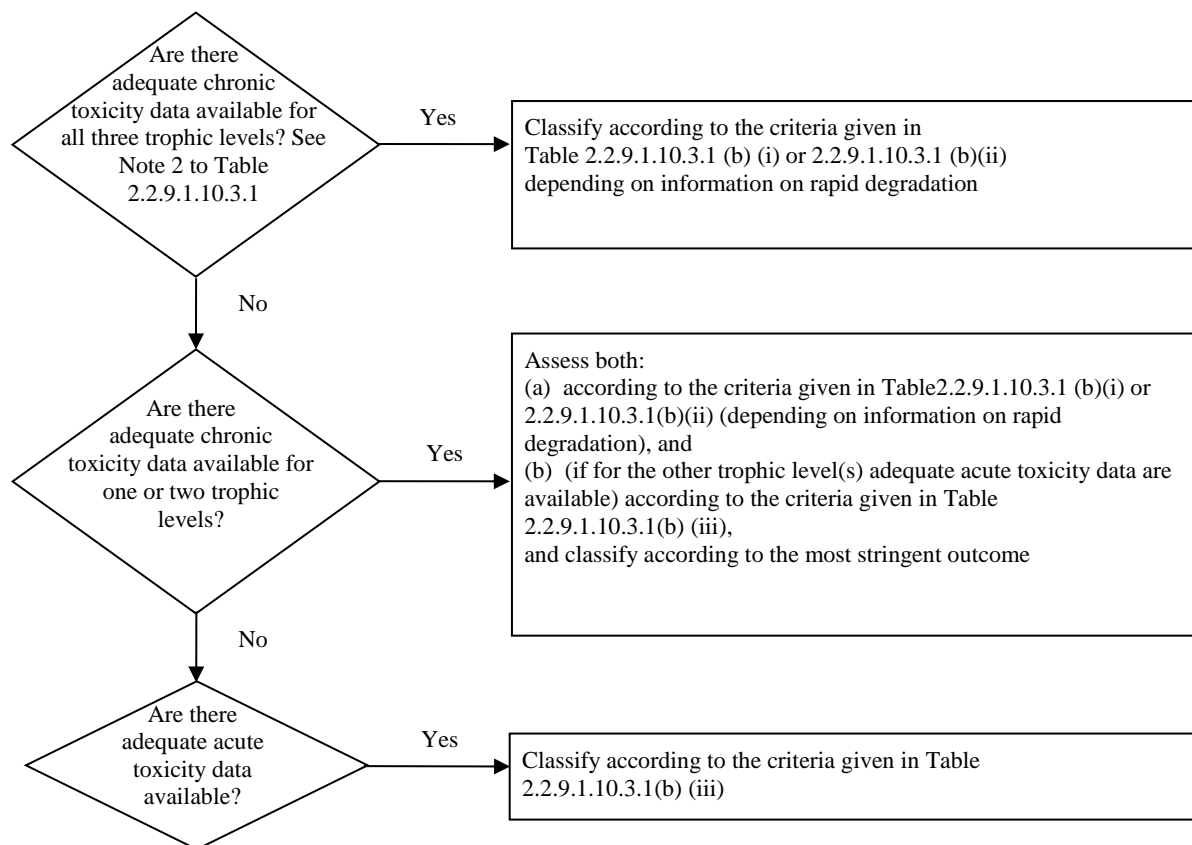 Are there
adequate chronic
toxicity data available for
all three trophic levels? See
Note 2 to Table
2.2.9.1.10.3.1
Yes
Classify according to the criteria given in
Table 2.2.9.1.10.3.1 (b) (i) or 2.2.9.1.10.3.1 (b)(ii)
depending on information on rapid degradation
No
Are there
adequate chronic
toxicity data available for
one or two trophic
levels?
Yes
Assess both:
(a) according to the criteria given in Table2.2.9.1.10.3.1 (b)(i) or
2.2.9.1.10.3.1(b)(ii) (depending on information on rapid
degradation), and
(b) (if for the other trophic level(s) adequate acute toxicity data are
available) according to the criteria given in Table
2.2.9.1.10.3.1(b) (iii),
and classify according to the most stringent outcome
No
Are there
adequate acute
toxicity data
available?
Yes
Classify according to the criteria given in Table
2.2.9.1.10.3.1(b) (iii)